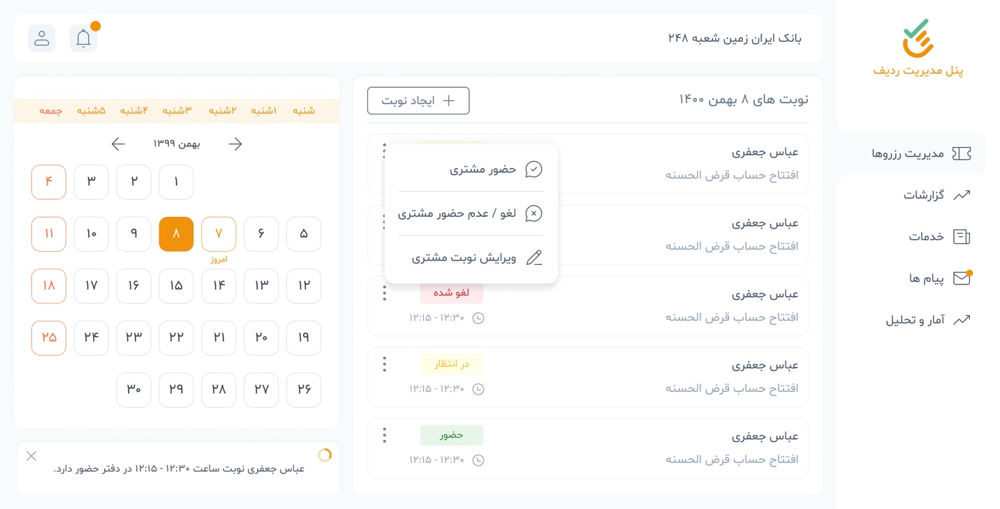 پنل مدیریت ردیف
مدیریت رزروها
گزارشات
خدمات
پیام ها
آمار و تحلیل
بانک ایران زمین شعبه ۲۴۸
نوبت های ۸ بهمن ۱۴۰۰
ایجاد نوبت
عباس جعفری
افتتاح حساب قرض الحسنه
عباس جعفری
افتتاح حساب قرض الحسنه
حضور مشتری
لغو / عدم حضور مشتری
ویرایش نوبت مشتری
عباس جعفری
افتتاح حساب قرض الحسنه
لغو شده
۱۲:۱۵ - ۱۲:۳۰
عباس جعفری
افتتاح حساب قرض الحسنه
در انتظار
۱۲:۱۵ - ۱۲:۳۰
عباس جعفری
افتتاح حساب قرض الحسنه
حضور
۱۲:۱۵ - ۱۲:۳۰
شنبه ۱شنبه ۲شنبه ۳شنبه ۴شنبه ۵شنبه جمعه
بهمن ۱۳۹۹
۱ ۲ ۳ ۴
۵ ۶ ۷ ۸ ۹ ۱۰ ۱۱
امروز
۱۲ ۱۳ ۱۴ ۱۵ ۱۶ ۱۷ ۱۸
۱۹ ۲۰ ۲۱ ۲۲ ۲۳ ۲۴ ۲۵
۲۶ ۲۷ ۲۸ ۲۹ ۳۰
عباس جعفری نوبت ساعت ۱۲:۳۰ - ۱۲:۱۵ در دفتر حضور دارد.